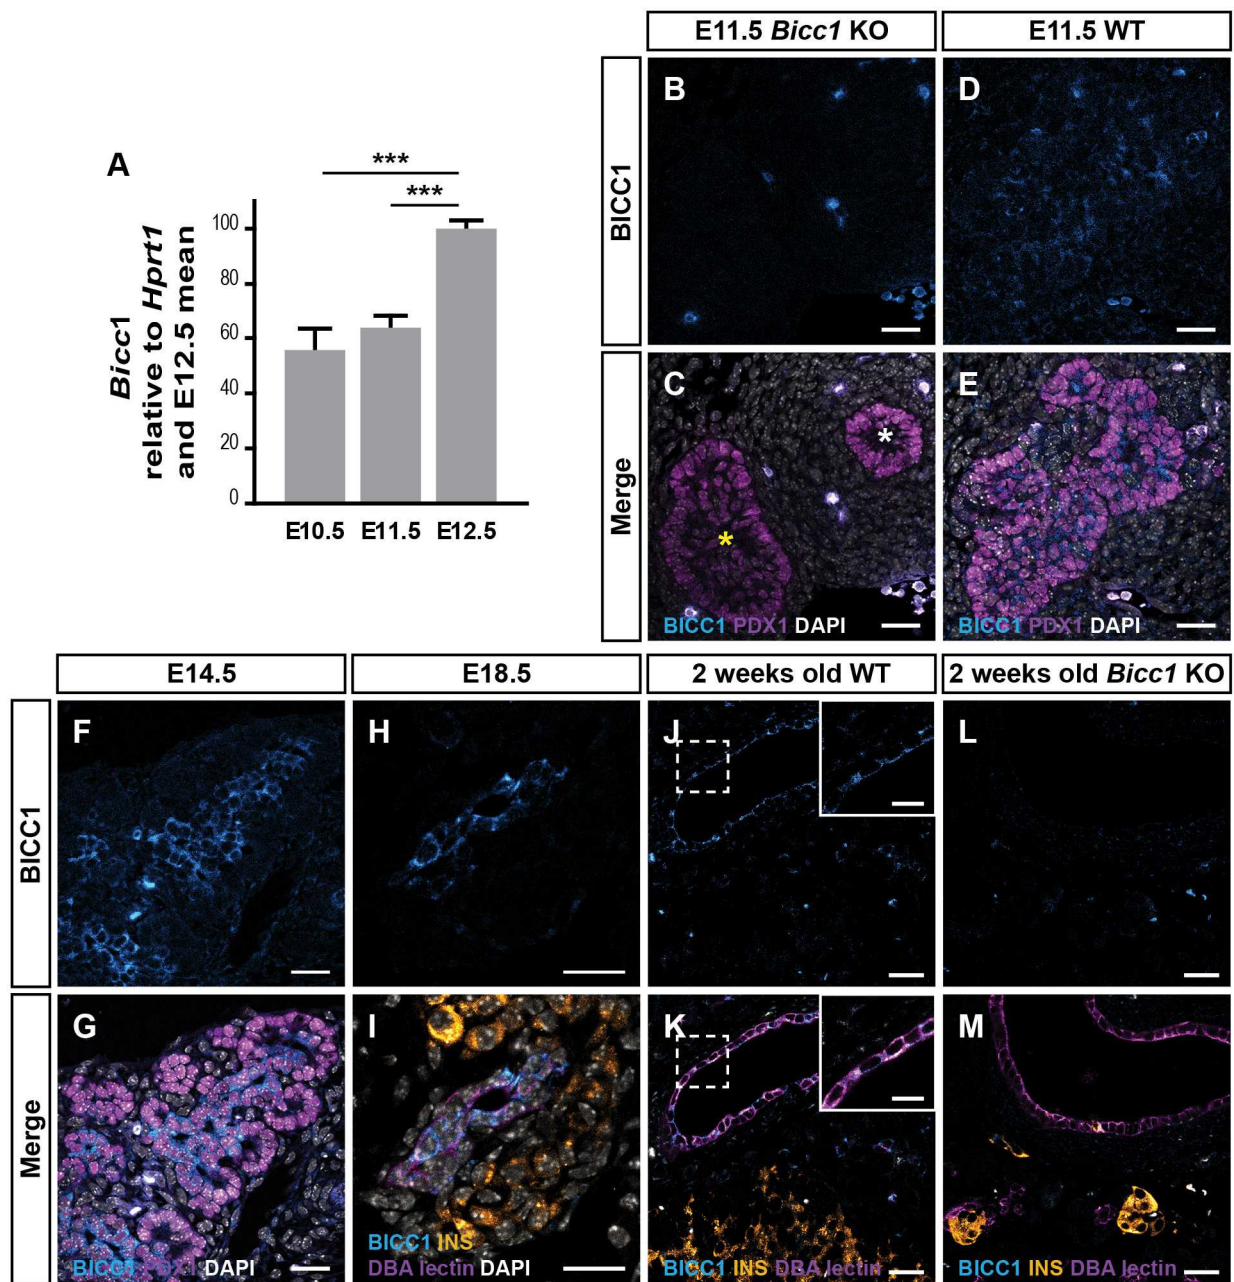 E11.5 Bicc1 KO
E11.5 WT
BICC1
B
D
A
***
***
Bicc1
relative to Hprt1
and E12.5 mean
100
80
60
40
20
0
E10.5 E11.5 E12.5
Merge
C
*
*
BICC1 PDX1 DAPI
E
BICC1 PDX1 DAPI
E14.5
E18.5
2 weeks old WT
2 weeks old Bicc1 KO
BICC1
F
H
J
L
Merge
G
BICC1 PDX1 DAPI
I
BICC1 INS
DBA lectin DAPI
K
BICC1 INS DBA lectin
M
BICC1 INS DBA lectin